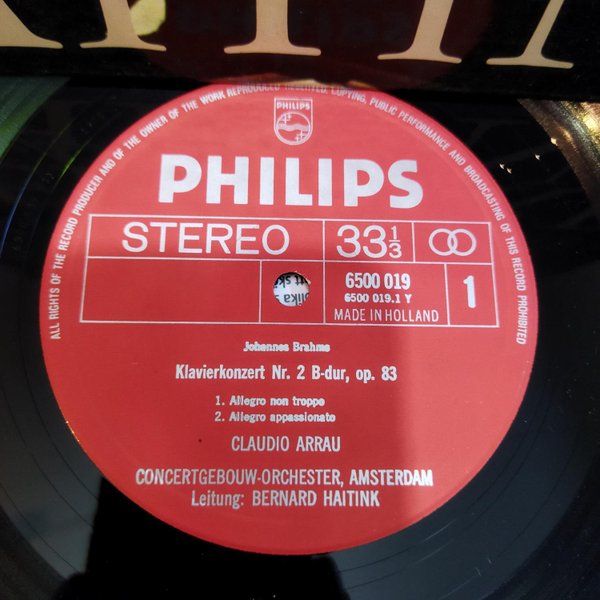 ALL RIGHTS OF THE RECORD PRODUCER AND OF THE OWNER OF THE WORK REPRODUCED RESERVED. COPYING, PUBLIC PERFORMANCE AND BROADCASTING OF THIS RECORD PROHIBITED
PHILIPS
PHILIPS
STEREO 33 1/3
6500 019
6500 019.1 Y 1
MADE IN HOLLAND
Johannes Brahms
Klavierkonzert Nr. 2 B-dur, op. 83
1. Allegro non troppo
2. Allegro appassionato
CLAUDIO ARRAU
CONCERTGEBOUW-ORCHESTER, AMSTERDAM
Leitung: BERNARD HAITINK